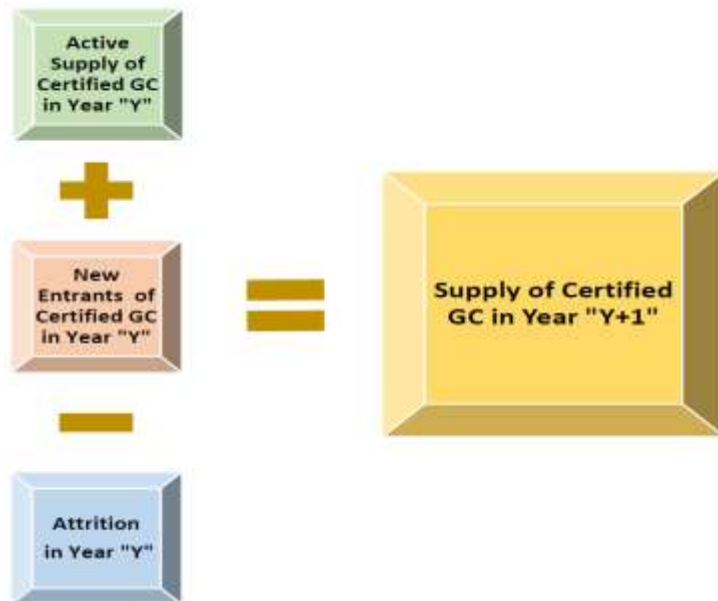 Active
Supply of
Certified GC
in Year "Y"
New
Entrants of
Certified GC
in Year "Y"
Supply of Certified
GC in Year "Y+1"
Attrition
in Year "Y"